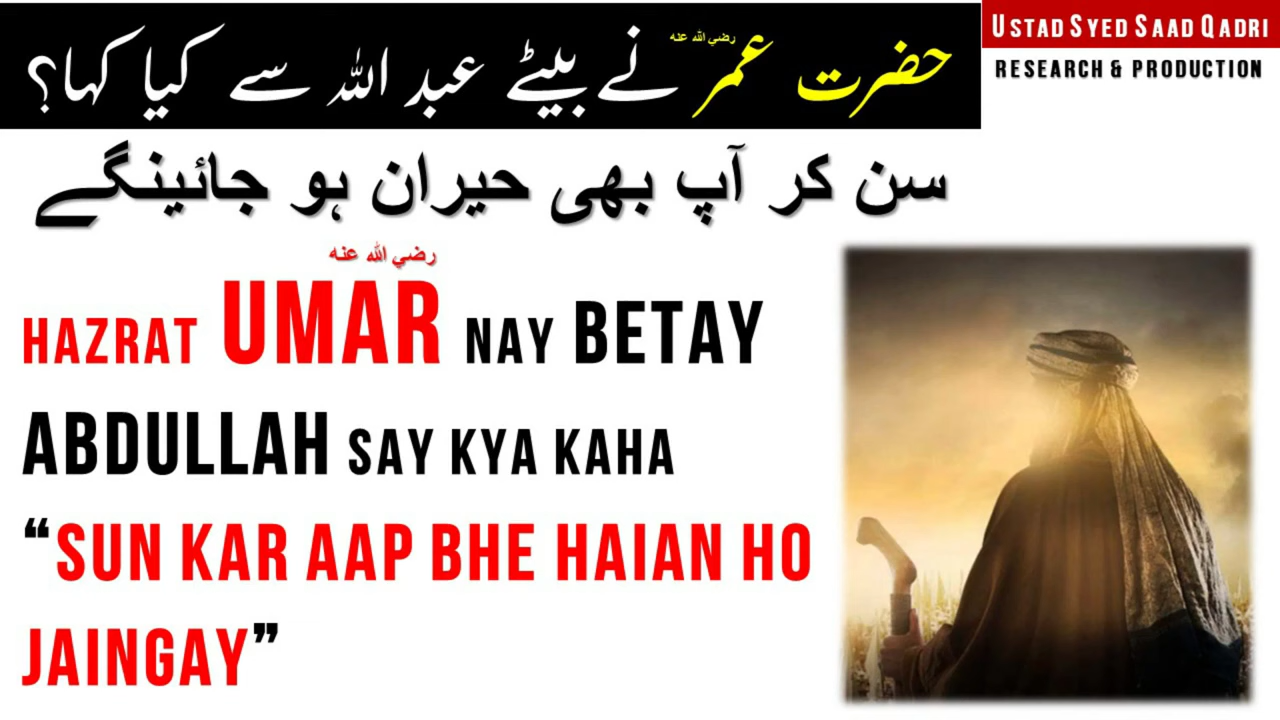 حضرت عمر رضي الله عنه نے بیٹے عبد اللہ سے کیا کہا؟
USTAD SYED SAAD QADRI
RESEARCH & PRODUCTION
سن کر آپ بھی حیران ہو جائینگے
رضي الله عنه
HAZRAT UMAR NAY BETAY
ABDULLAH SAY KYA KAHA
“SUN KAR AAP BHE HAIAN HO
JAINGAY”